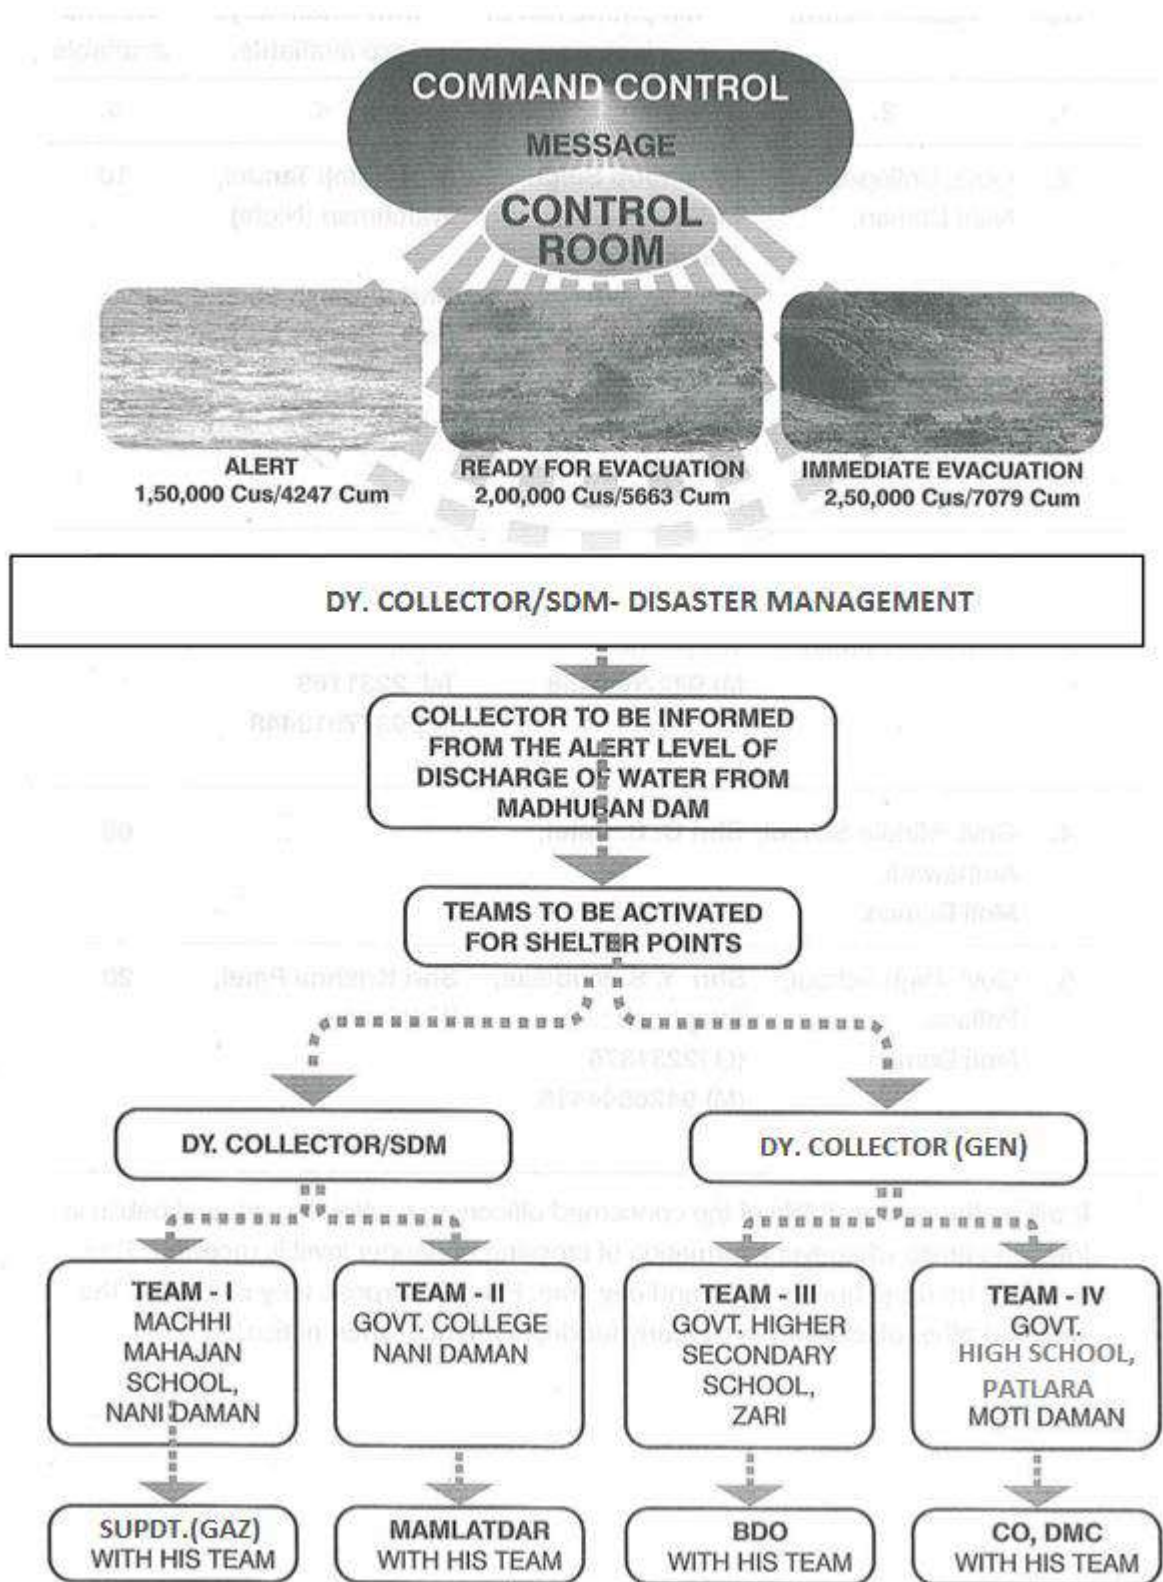 COMMAND CONTROL
MESSAGE
CONTROL
ROOM
ALERT
1,50,000 Cus/4247 Cum
READY FOR EVACUATION
2,00,000 Cus/5663 Cum
IMMEDIATE EVACUATION
2,50,000 Cus/7079 Cum
DY. COLLECTOR/SDM- DISASTER MANAGEMENT
COLLECTOR TO BE INFORMED
FROM THE ALERT LEVEL OF
DISCHARGE OF WATER FROM
MADHUBAN DAM
TEAMS TO BE ACTIVATED
FOR SHELTER POINTS
DY. COLLECTOR/SDM
DY. COLLECTOR (GEN)
TEAM - I
MACHHI
MAHAJAN
SCHOOL,
NANI DAMAN
TEAM - II
GOVT. COLLEGE
NANI DAMAN
TEAM - III
GOVT. HIGHER
SECONDARY
SCHOOL,
ZARI
TEAM - IV
GOVT.
HIGH SCHOOL,
PATLARA
MOTI DAMAN
SUPDT.(GAZ)
WITH HIS TEAM
MAMLATDAR
WITH HIS TEAM
BDO
WITH HIS TEAM
CO, DMC
WITH HIS TEAM